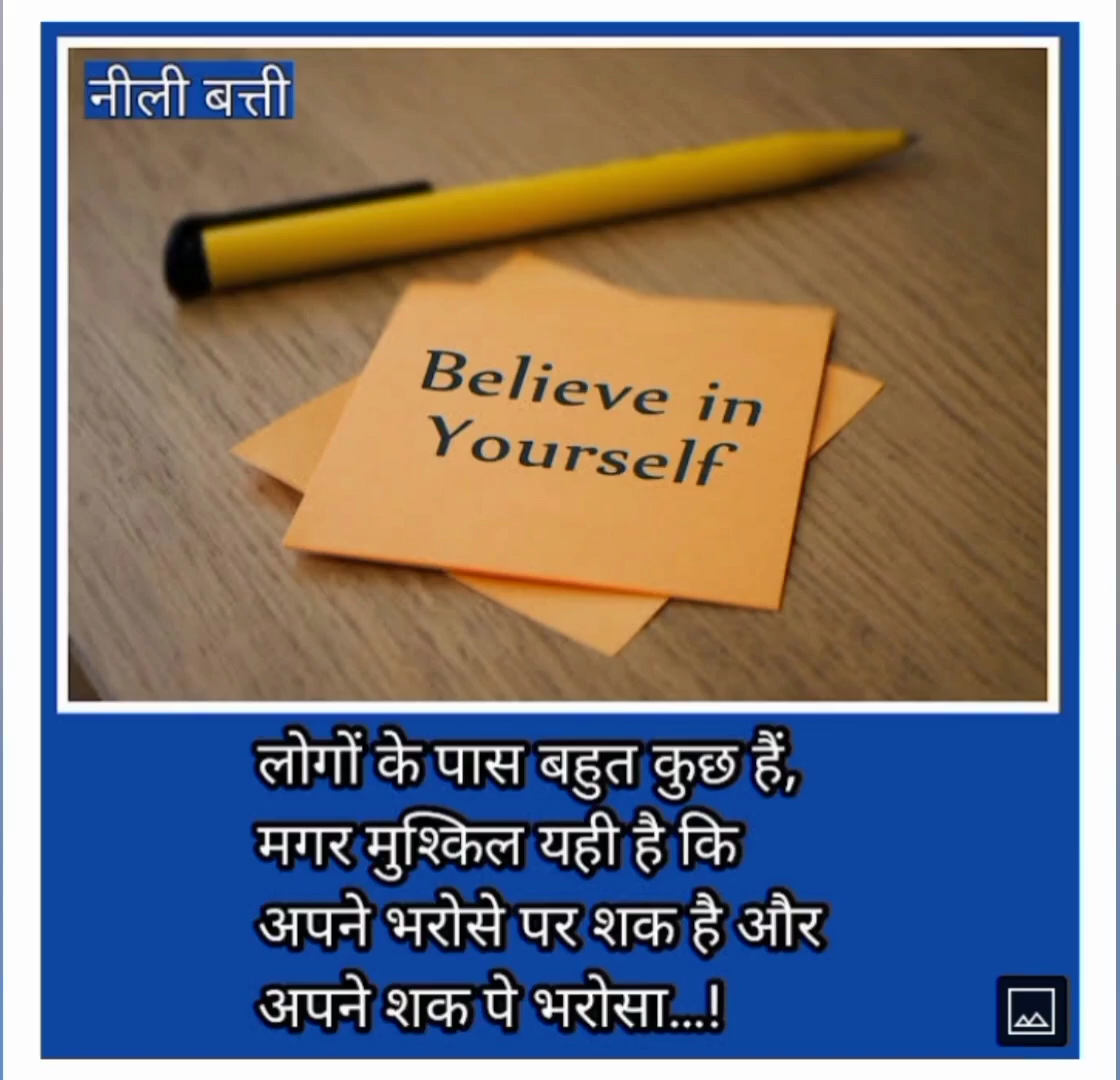 नीली बत्ती
Believe in
Yourself
लोगों के पास बहुत कुछ हैं,
मगर मुश्किल यही है कि
अपने भरोसे पर शक है और
अपने शक पे भरोसा...!